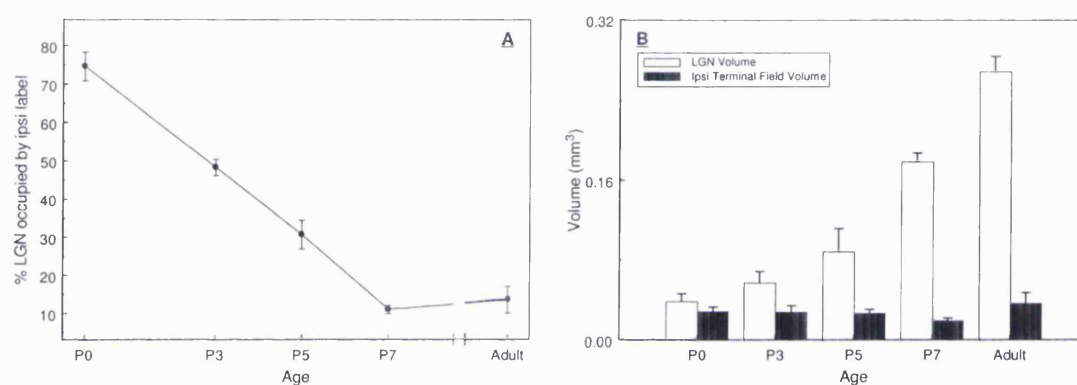 A
80
70
60
50
40
30
20
10
% LGN occupied by ipsi label
P0 P3 P5 P7 Adult
Age
B
LGN Volume
Ipsi Terminal Field Volume
0.32
0.16
0.00
Volume (mm³)
P0 P3 P5 P7 Adult
Age